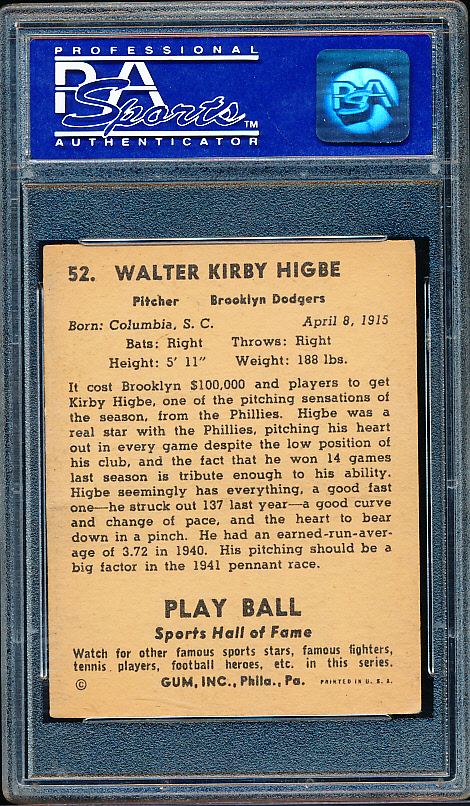 PROFESSIONAL
PSA
Sports™
AUTHENTICATOR
PSA
52. WALTER KIRBY HIGBE
Pitcher Brooklyn Dodgers
Born: Columbia, S. C. April 8, 1915
Bats: Right Throws: Right
Height: 5' 11" Weight: 188 lbs.
It cost Brooklyn $100,000 and players to get
Kirby Higbe, one of the pitching sensations of
the season, from the Phillies. Higbe was a
real star with the Phillies, pitching his heart
out in every game despite the low position of
his club, and the fact that he won 14 games
last season is tribute enough to his ability.
Higbe seemingly has everything, a good fast
one—he struck out 137 last year—a good curve
and change of pace, and the heart to bear
down in a pinch. He had an earned-run-aver-
age of 3.72 in 1940. His pitching should be a
big factor in the 1941 pennant race.
PLAY BALL
Sports Hall of Fame
Watch for other famous sports stars, famous fighters,
tennis players, football heroes, etc. in this series.
© GUM, INC., Phila., Pa. PRINTED IN U. S. A.